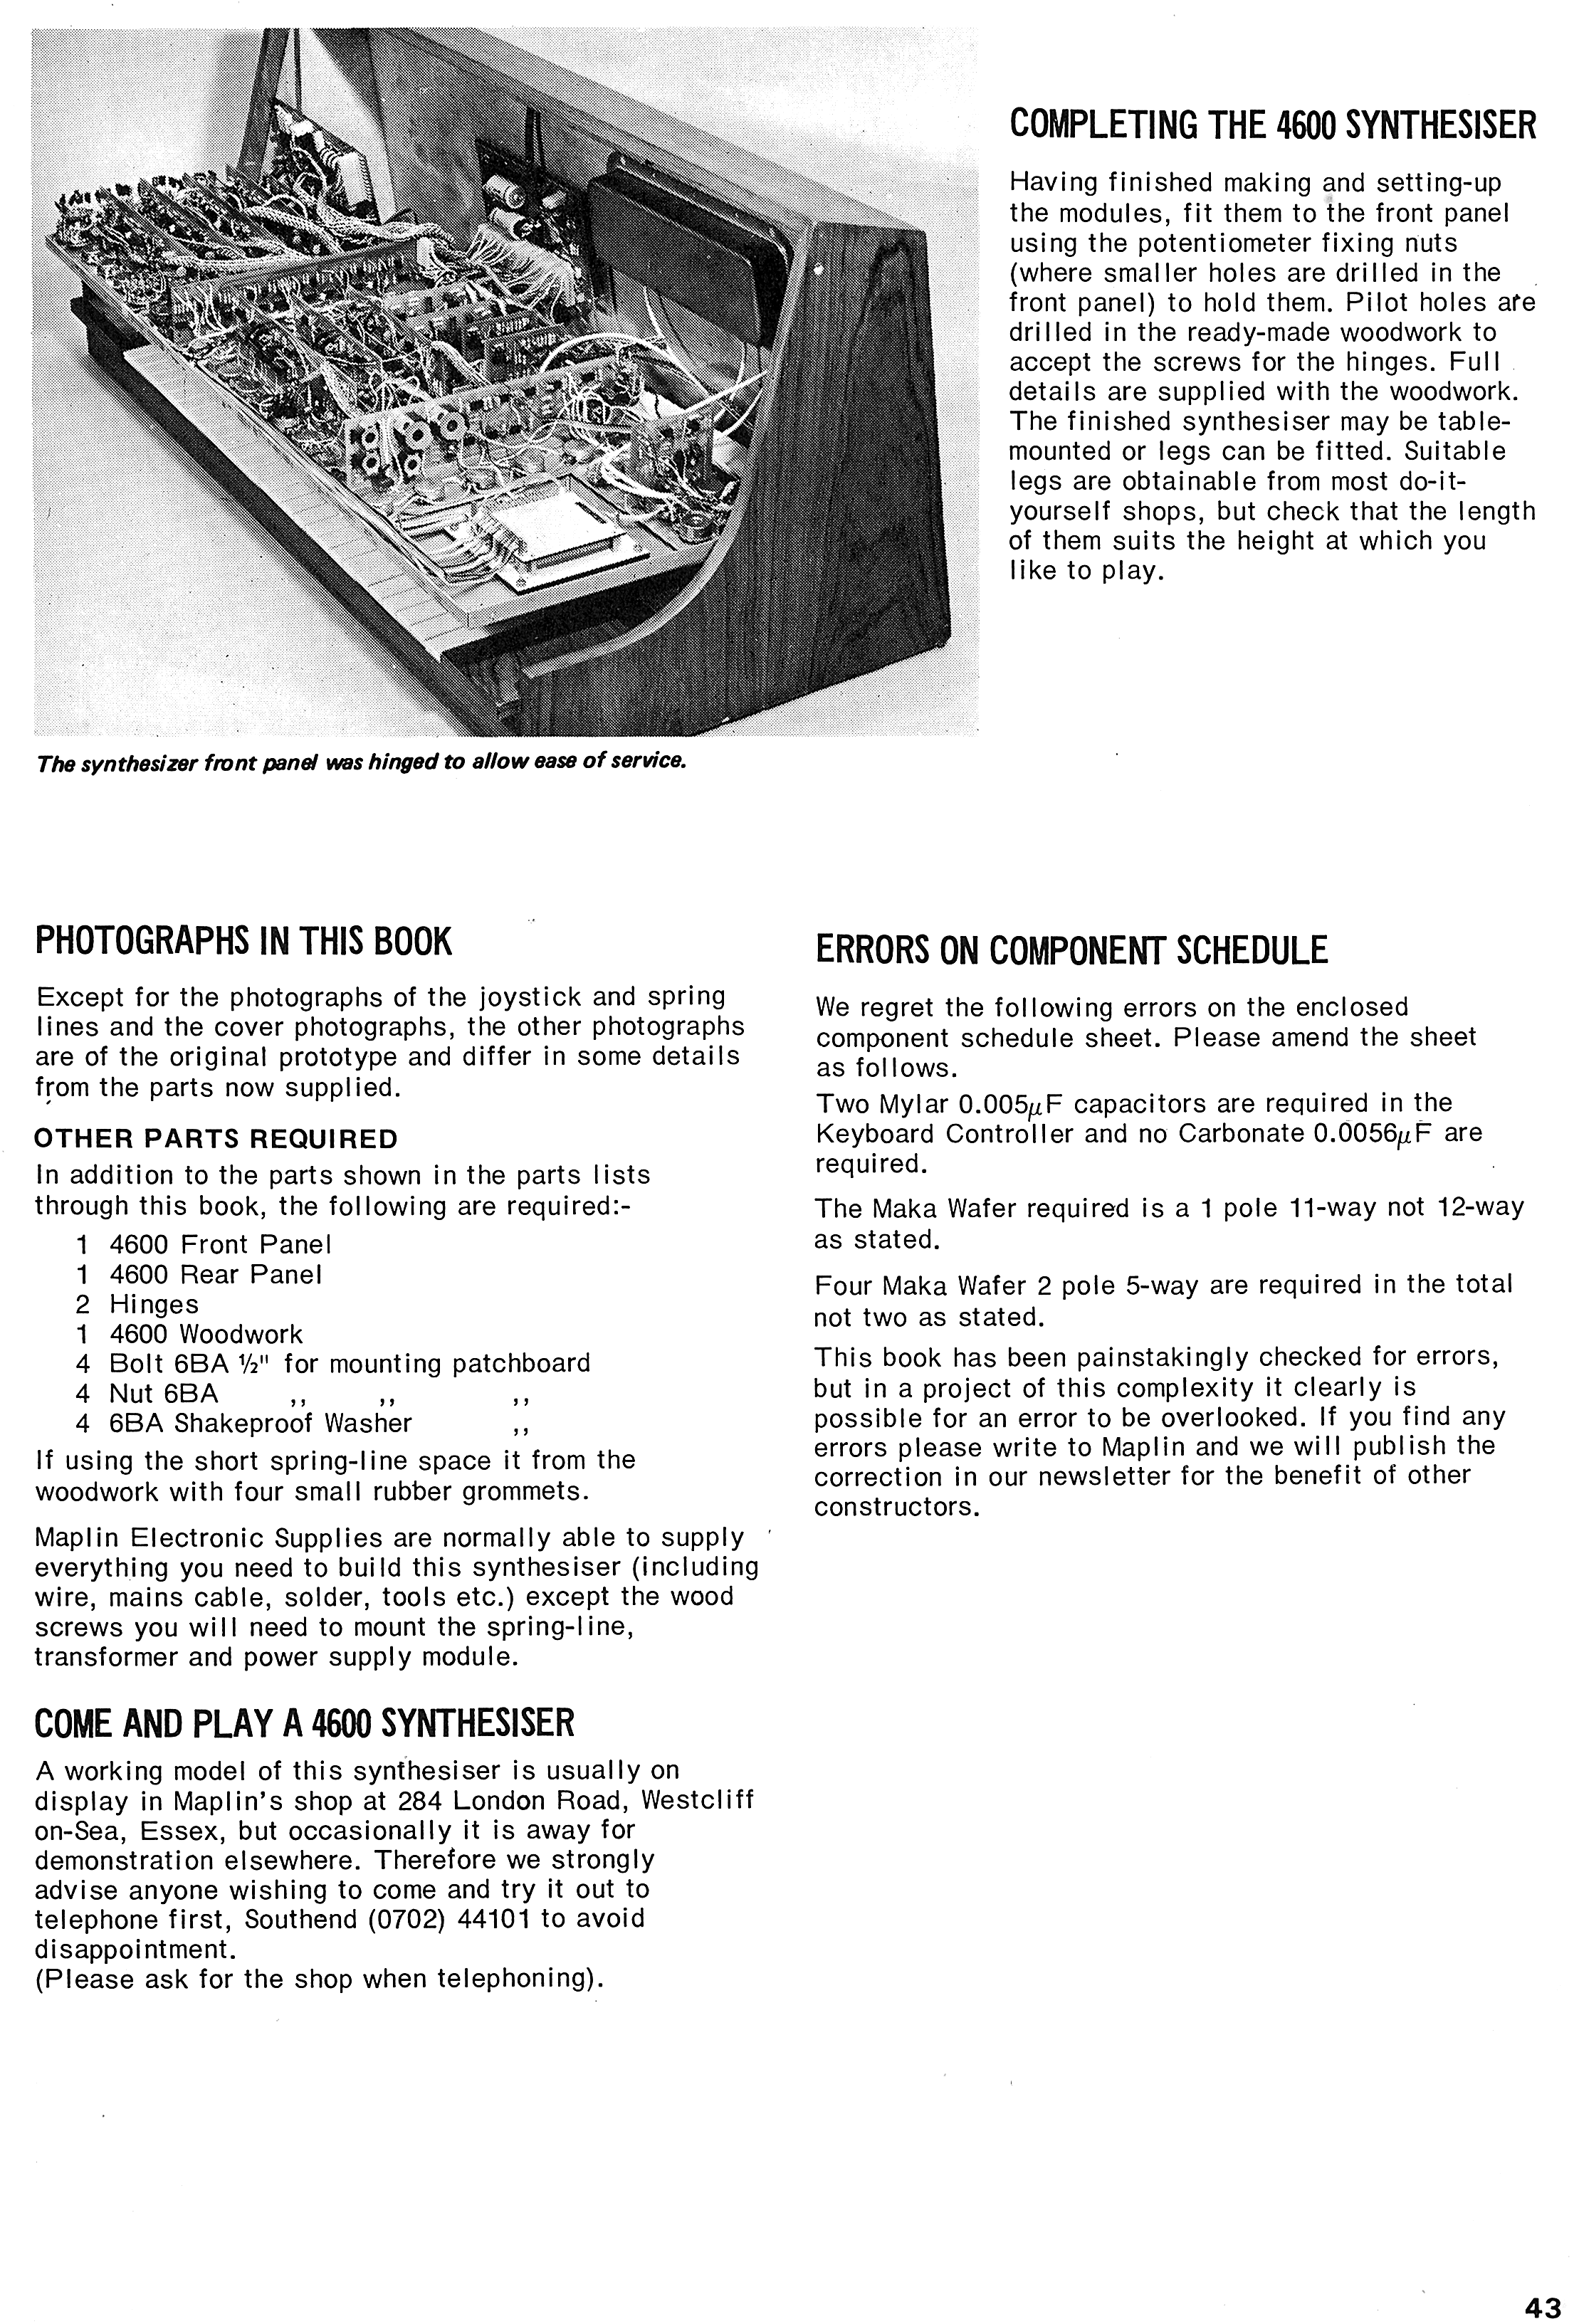 COMPLETING THE 4600 SYNTHESISER
Having finished making and setting-up
the modules, fit them to the front panel
using the potentiometer fixing nuts
(where smaller holes are drilled in the
front panel) to hold them. Pilot holes are
drilled in the ready-made woodwork to
accept the screws for the hinges. Full
details are supplied with the woodwork.
The finished synthesiser may be table-
mounted or legs can be fitted. Suitable
legs are obtainable from most do-it-
yourself shops, but check that the length
of them suits the height at which you
like to play.
The synthesizer front panel was hinged to allow ease of service.
PHOTOGRAPHS IN THIS BOOK
Except for the photographs of the joystick and spring
lines and the cover photographs, the other photographs
are of the original prototype and differ in some details
from the parts now supplied.
OTHER PARTS REQUIRED
In addition to the parts shown in the parts lists
through this book, the following are required:-
1 4600 Front Panel
1 4600 Rear Panel
2 Hinges
1 4600 Woodwork
4 Bolt 6BA ½" for mounting patchboard
4 Nut 6BA ,, ,, ,,
4 6BA Shakeproof Washer ,,
If using the short spring-line space it from the
woodwork with four small rubber grommets.
Maplin Electronic Supplies are normally able to supply
everything you need to build this synthesiser (including
wire, mains cable, solder, tools etc.) except the wood
screws you will need to mount the spring-line,
transformer and power supply module.
COME AND PLAY A 4600 SYNTHESISER
A working model of this synthesiser is usually on
display in Maplin's shop at 284 London Road, Westcliff
on-Sea, Essex, but occasionally it is away for
demonstration elsewhere. Therefore we strongly
advise anyone wishing to come and try it out to
telephone first, Southend (0702) 44101 to avoid
disappointment.
(Please ask for the shop when telephoning).
ERRORS ON COMPONENT SCHEDULE
We regret the following errors on the enclosed
component schedule sheet. Please amend the sheet
as follows.
Two Mylar 0.005µF capacitors are required in the
Keyboard Controller and no Carbonate 0.0056µF are
required.
The Maka Wafer required is a 1 pole 11-way not 12-way
as stated.
Four Maka Wafer 2 pole 5-way are required in the total
not two as stated.
This book has been painstakingly checked for errors,
but in a project of this complexity it clearly is
possible for an error to be overlooked. If you find any
errors please write to Maplin and we will publish the
correction in our newsletter for the benefit of other
constructors.
43